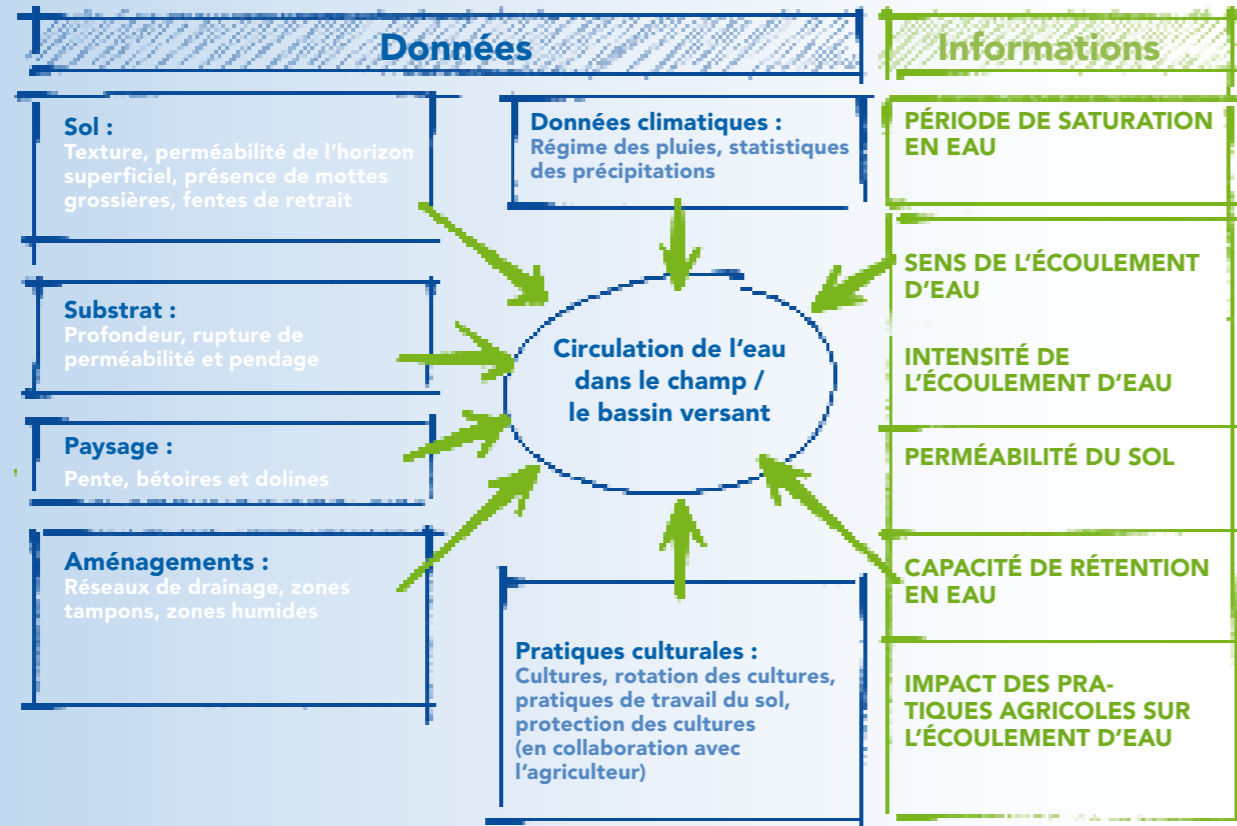 Données
Informations
Sol :
Texture, perméabilité de l'horizon
superficiel, présence de mottes
grossières, fentes de retrait
Substrat :
Profondeur, rupture de
perméabilité et pendage
Paysage :
Pente, bétoires et dolines
Aménagements :
Réseaux de drainage, zones
tampons, zones humides
Données climatiques :
Régime des pluies, statistiques
des précipitations
Circulation de l'eau
dans le champ /
le bassin versant
Pratiques culturales :
Cultures, rotation des cultures,
pratiques de travail du sol,
protection des cultures
(en collaboration avec
l'agriculteur)
PÉRIODE DE SATURATION
EN EAU
SENS DE L'ÉCOULEMENT
D'EAU
INTENSITÉ DE
L'ÉCOULEMENT D'EAU
PERMÉABILITÉ DU SOL
CAPACITÉ DE RÉTENTION
EN EAU
IMPACT DES PRA-
TIQUES AGRICOLES SUR
L'ÉCOULEMENT D'EAU